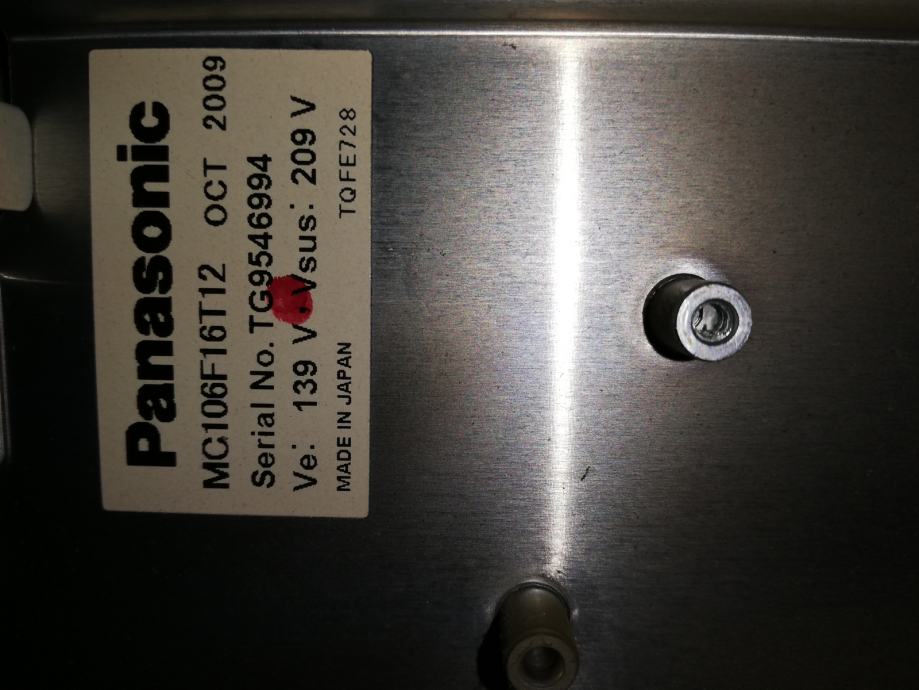 Panasonic
MC106F16T12 OCT 2009
Serial No. TG9546994
Ve: 139 V, Vsus: 209 V
MADE IN JAPAN TQFE728